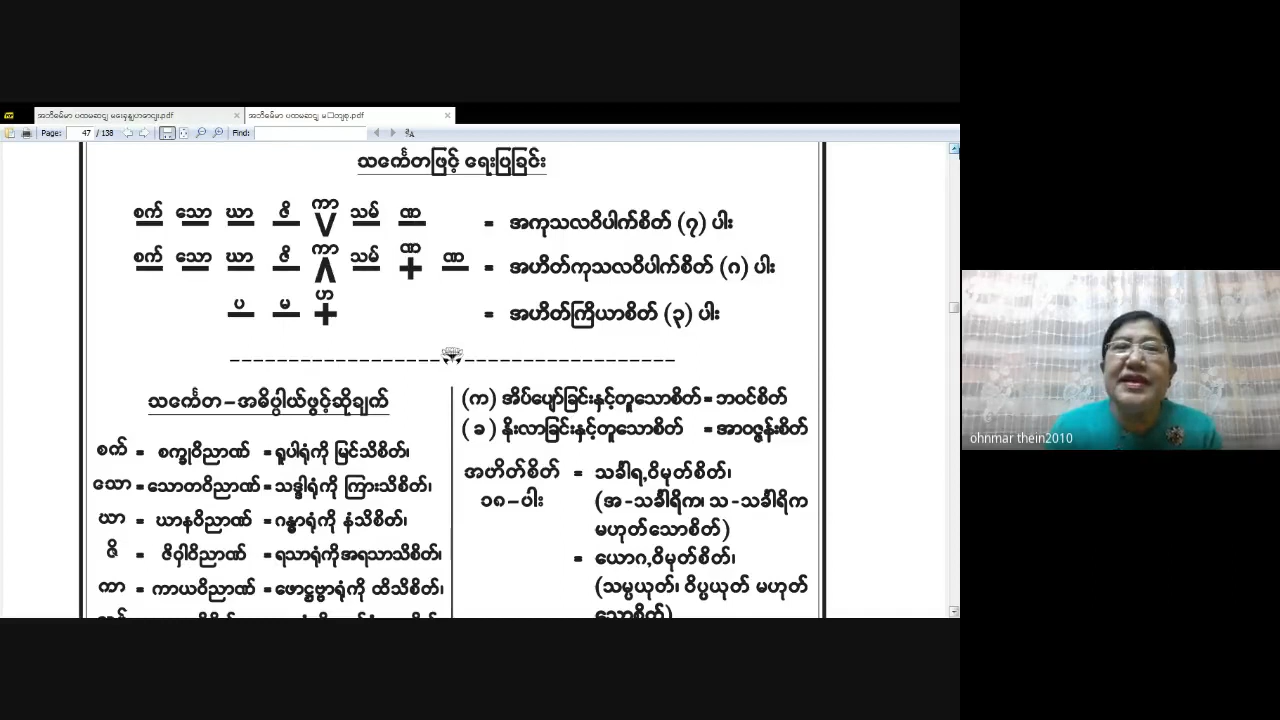 Page: 47 / 138 Find:
သင်္ကေတဖြင့် ရေးပြခြင်း
စက် သော ဃာ ဇိ ကာ သမ် ဏ = အကုသလဝိပါက်စိတ် (၇) ပါး
စက် သော ဃာ ဇိ ကာ သမ် ဏ ဏ = အဟိတ်ကုသလဝိပါက်စိတ် (၈) ပါး
ပ မ ဟ = အဟိတ်ကြိယာစိတ် (၃) ပါး
သင်္ကေတ-အဓိပ္ပါယ်ဖွင့်ဆိုချက်
စက် = စက္ခုဝိညာဏ် =ရူပါရုံကို မြင်သိစိတ်၊
သော =သောတဝိညာဏ် =သဒ္ဒါရုံကို ကြားသိစိတ်၊
ဃာ = ဃာနဝိညာဏ် =ဂန္ဓာရုံကို နံသိစိတ်၊
ဇိ = ဇိဝှါဝိညာဏ် =ရသာရုံကိုအရသာသိစိတ်၊
ကာ = ကာယဝိညာဏ် =ဖောဋ္ဌဗ္ဗာရုံကို ထိသိစိတ်၊
(က) အိပ်ပျော်ခြင်းနှင့်တူသောစိတ်=ဘဝင်စိတ်
( ခ ) နိုးလာခြင်းနှင့်တူသောစိတ် =အာဝဇ္ဇန်းစိတ်
အဟိတ်စိတ် = သင်္ခါရ,ဝိမုတ်စိတ်၊
၁၈-ပါး (အ-သင်္ခါရိက၊ သ-သင်္ခါရိက
မဟုတ်သောစိတ်)
= ယောဂ,ဝိမုတ်စိတ်၊
(သမ္ပယုတ်၊ ဝိပ္ပယုတ် မဟုတ်
သောစိတ်)
ohnmar thein2010